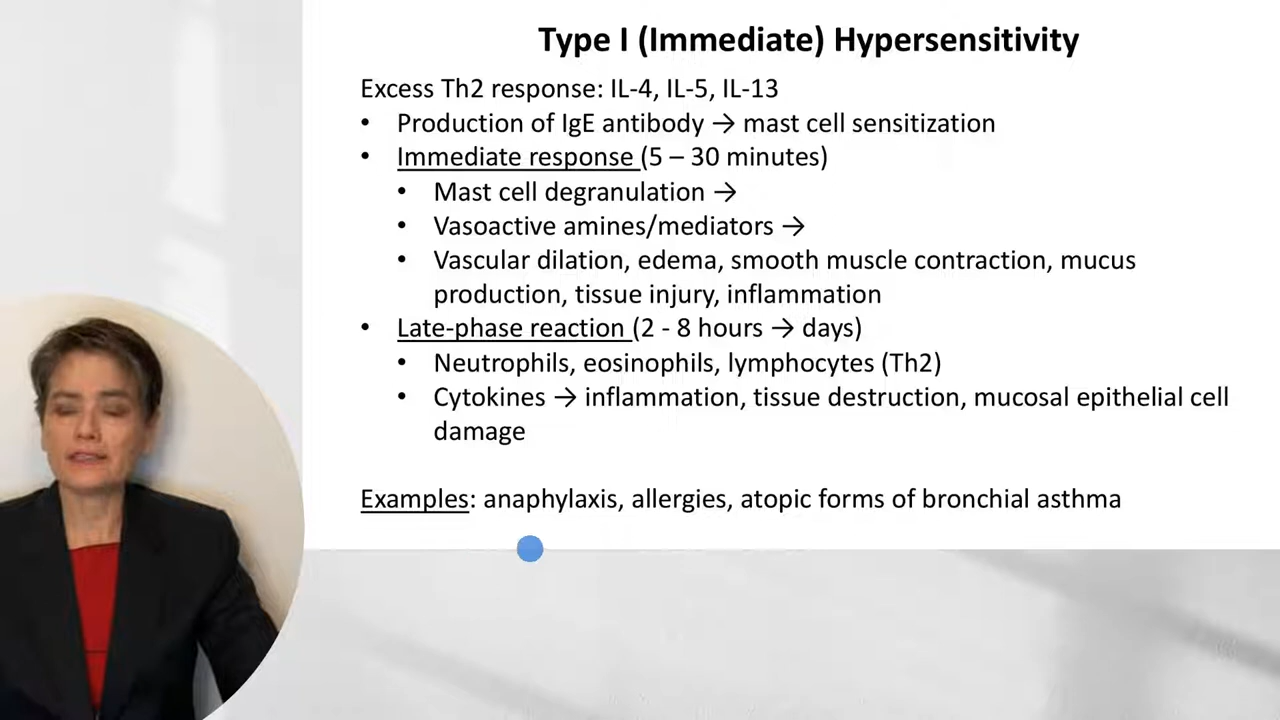 Type I (Immediate) Hypersensitivity
Excess Th2 response: IL-4, IL-5, IL-13
• Production of IgE antibody → mast cell sensitization
• Immediate response (5 – 30 minutes)
• Mast cell degranulation →
• Vasoactive amines/mediators →
• Vascular dilation, edema, smooth muscle contraction, mucus
production, tissue injury, inflammation
• Late-phase reaction (2 - 8 hours → days)
• Neutrophils, eosinophils, lymphocytes (Th2)
• Cytokines → inflammation, tissue destruction, mucosal epithelial cell
damage
Examples: anaphylaxis, allergies, atopic forms of bronchial asthma